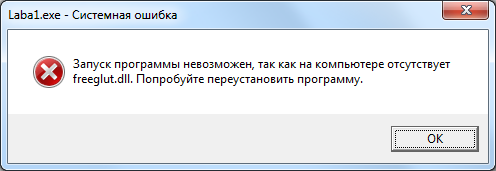 Laba1.exe - Системная ошибка
Запуск программы невозможен, так как на компьютере отсутствует
freeglut.dll. Попробуйте переустановить программу.
OK